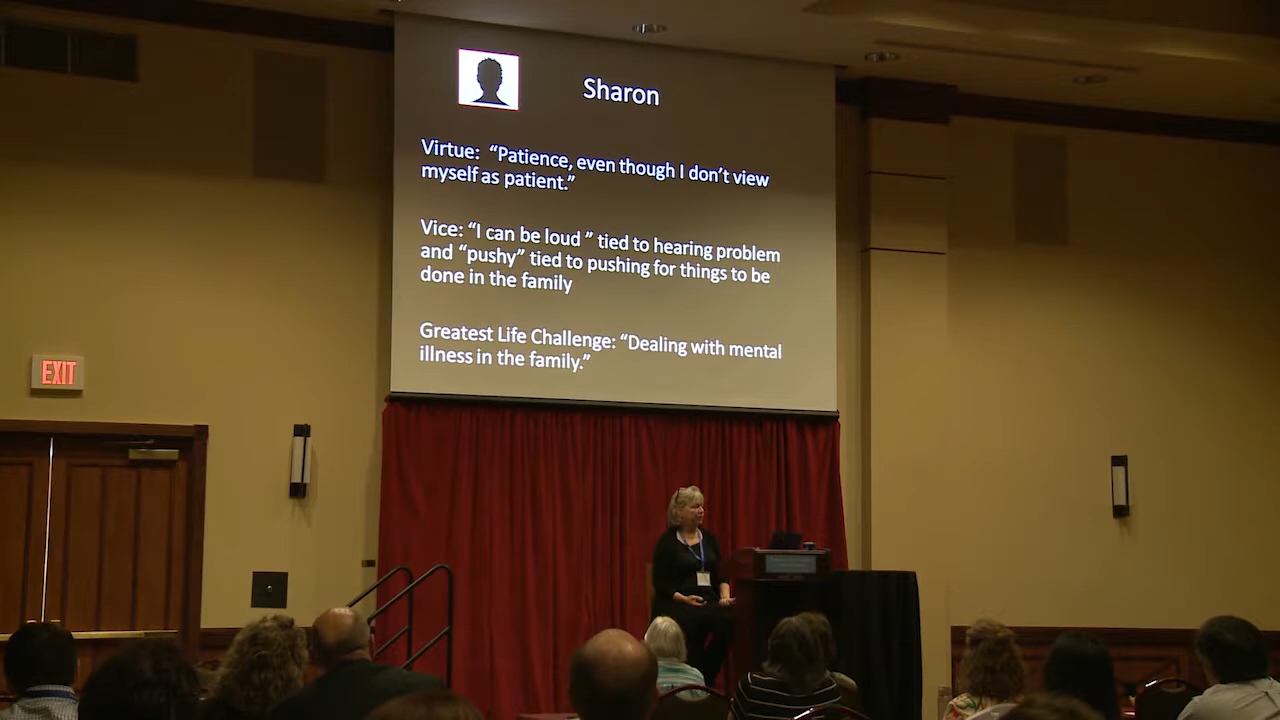 Sharon
Virtue:  “Patience, even though I don’t view
myself as patient.”
Vice: “I can be loud ” tied to hearing problem
and “pushy” tied to pushing for things to be
done in the family
Greatest Life Challenge: “Dealing with mental
illness in the family.”
EXIT